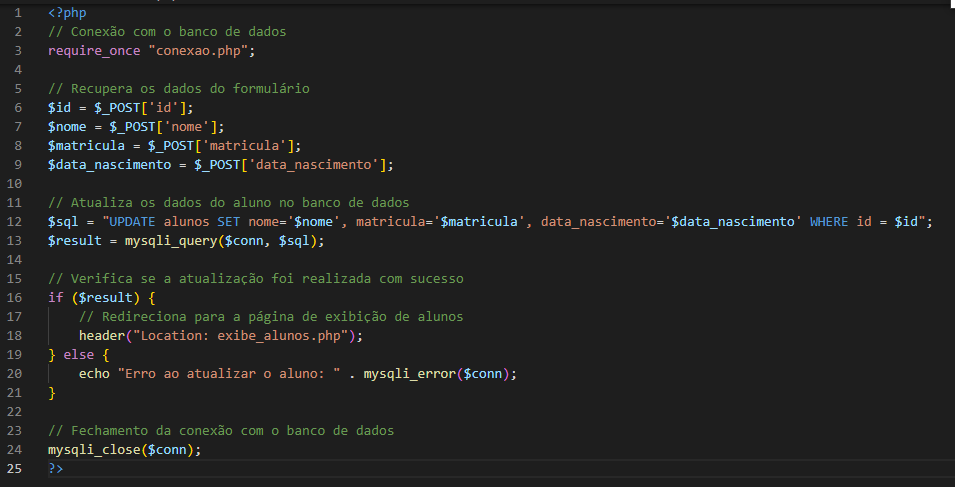 1 <?php
2 // Conexão com o banco de dados
3 require_once "conexao.php";
4
5 // Recupera os dados do formulário
6 $id = $_POST['id'];
7 $nome = $_POST['nome'];
8 $matricula = $_POST['matricula'];
9 $data_nascimento = $_POST['data_nascimento'];
10
11 // Atualiza os dados do aluno no banco de dados
12 $sql = "UPDATE alunos SET nome='$nome', matricula='$matricula', data_nascimento='$data_nascimento' WHERE id = $id";
13 $result = mysqli_query($conn, $sql);
14
15 // Verifica se a atualização foi realizada com sucesso
16 if ($result) {
17     // Redireciona para a página de exibição de alunos
18     header("Location: exibe_alunos.php");
19 } else {
20     echo "Erro ao atualizar o aluno: " . mysqli_error($conn);
21 }
22
23 // Fechamento da conexão com o banco de dados
24 mysqli_close($conn);
25 ?>